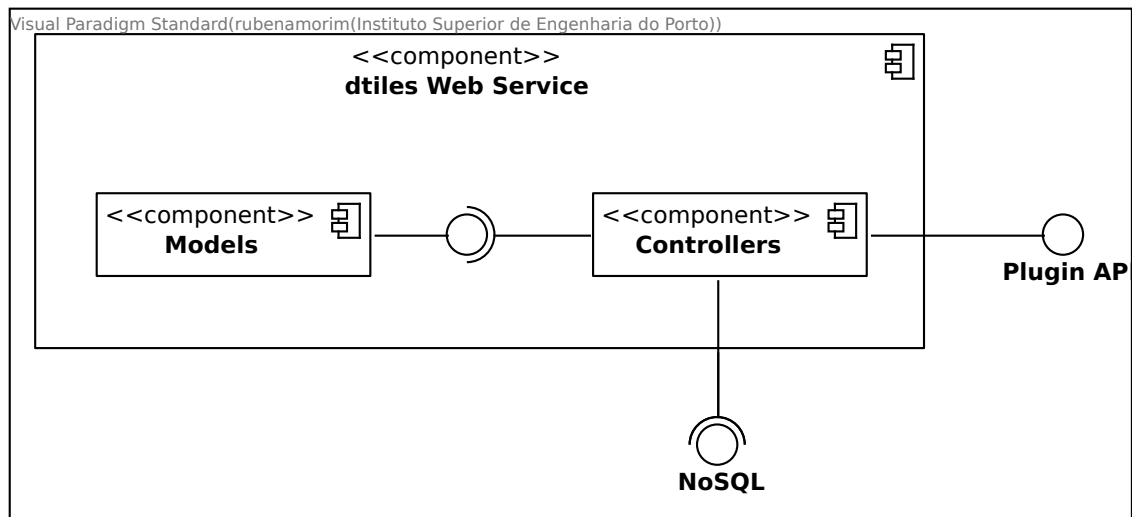 Visual Paradigm Standard(rubenamorim(Instituto Superior de Engenharia do Porto))
<<component>>
dtiles Web Service
<<component>>
Models
<<component>>
Controllers
Plugin AP
NoSQL